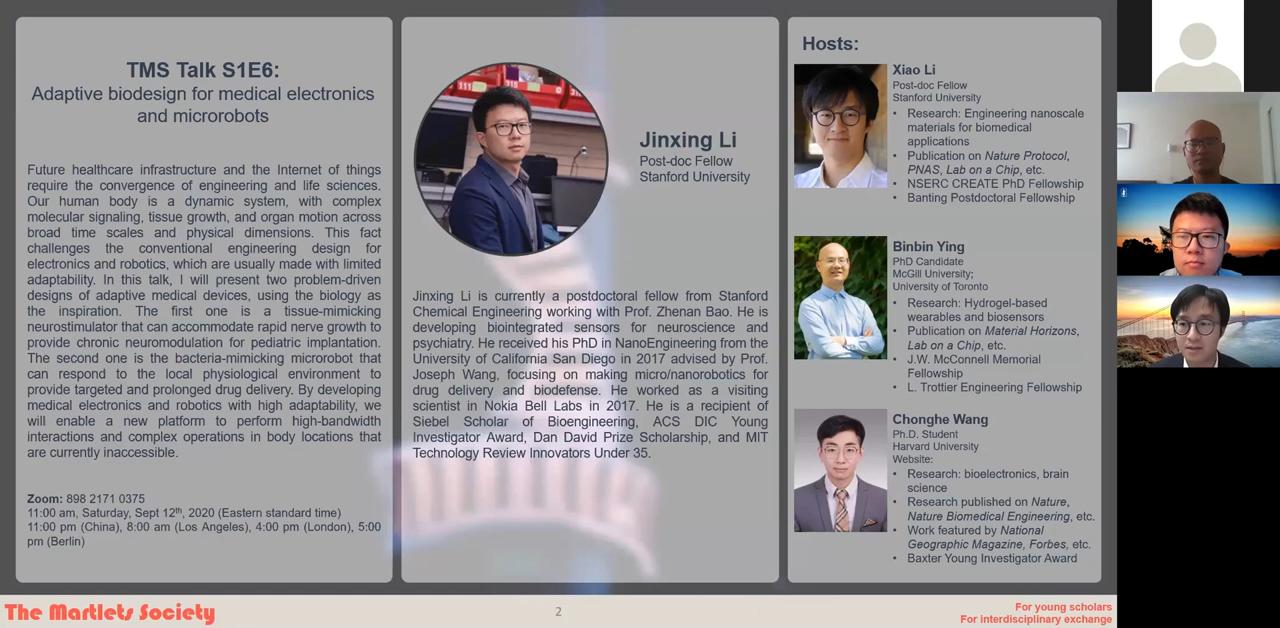 TMS Talk S1E6:
Adaptive biodesign for medical electronics
and microrobots
Future healthcare infrastructure and the Internet of things
require the convergence of engineering and life sciences.
Our human body is a dynamic system, with complex
molecular signaling, tissue growth, and organ motion across
broad time scales and physical dimensions. This fact
challenges the conventional engineering design for
electronics and robotics, which are usually made with limited
adaptability. In this talk, I will present two problem-driven
designs of adaptive medical devices, using the biology as
the inspiration. The first one is a tissue-mimicking
neurostimulator that can accommodate rapid nerve growth to
provide chronic neuromodulation for pediatric implantation.
The second one is the bacteria-mimicking microrobot that
can respond to the local physiological environment to
provide targeted and prolonged drug delivery. By developing
medical electronics and robotics with high adaptability, we
will enable a new platform to perform high-bandwidth
interactions and complex operations in body locations that
are currently inaccessible.
Zoom: 898 2171 0375
11:00 am, Saturday, Sept 12th, 2020 (Eastern standard time)
11:00 pm (China), 8:00 am (Los Angeles), 4:00 pm (London), 5:00
pm (Berlin)
Jinxing Li
Post-doc Fellow
Stanford University
Jinxing Li is currently a postdoctoral fellow from Stanford
Chemical Engineering working with Prof. Zhenan Bao. He is
developing biointegrated sensors for neuroscience and
psychiatry. He received his PhD in NanoEngineering from the
University of California San Diego in 2017 advised by Prof.
Joseph Wang, focusing on making micro/nanorobotics for
drug delivery and biodefense. He worked as a visiting
scientist in Nokia Bell Labs in 2017. He is a recipient of
Siebel Scholar of Bioengineering, ACS DIC Young
Investigator Award, Dan David Prize Scholarship, and MIT
Technology Review Innovators Under 35.
Hosts:
Xiao Li
Post-doc Fellow
Stanford University
• Research: Engineering nanoscale
materials for biomedical
applications
• Publication on Nature Protocol,
PNAS, Lab on a Chip, etc.
• NSERC CREATE PhD Fellowship
• Banting Postdoctoral Fellowship
Binbin Ying
PhD Candidate
McGill University;
University of Toronto
• Research: Hydrogel-based
wearables and biosensors
• Publication on Material Horizons,
Lab on a Chip, etc.
• J.W. McConnell Memorial
Fellowship
• L. Trottier Engineering Fellowship
Chonghe Wang
Ph.D. Student
Harvard University
Website:
• Research: bioelectronics, brain
science
• Research published on Nature,
Nature Biomedical Engineering, etc.
• Work featured by National
Geographic Magazine, Forbes, etc.
• Baxter Young Investigator Award
The Martlets Society
2
For young scholars
For interdisciplinary exchange